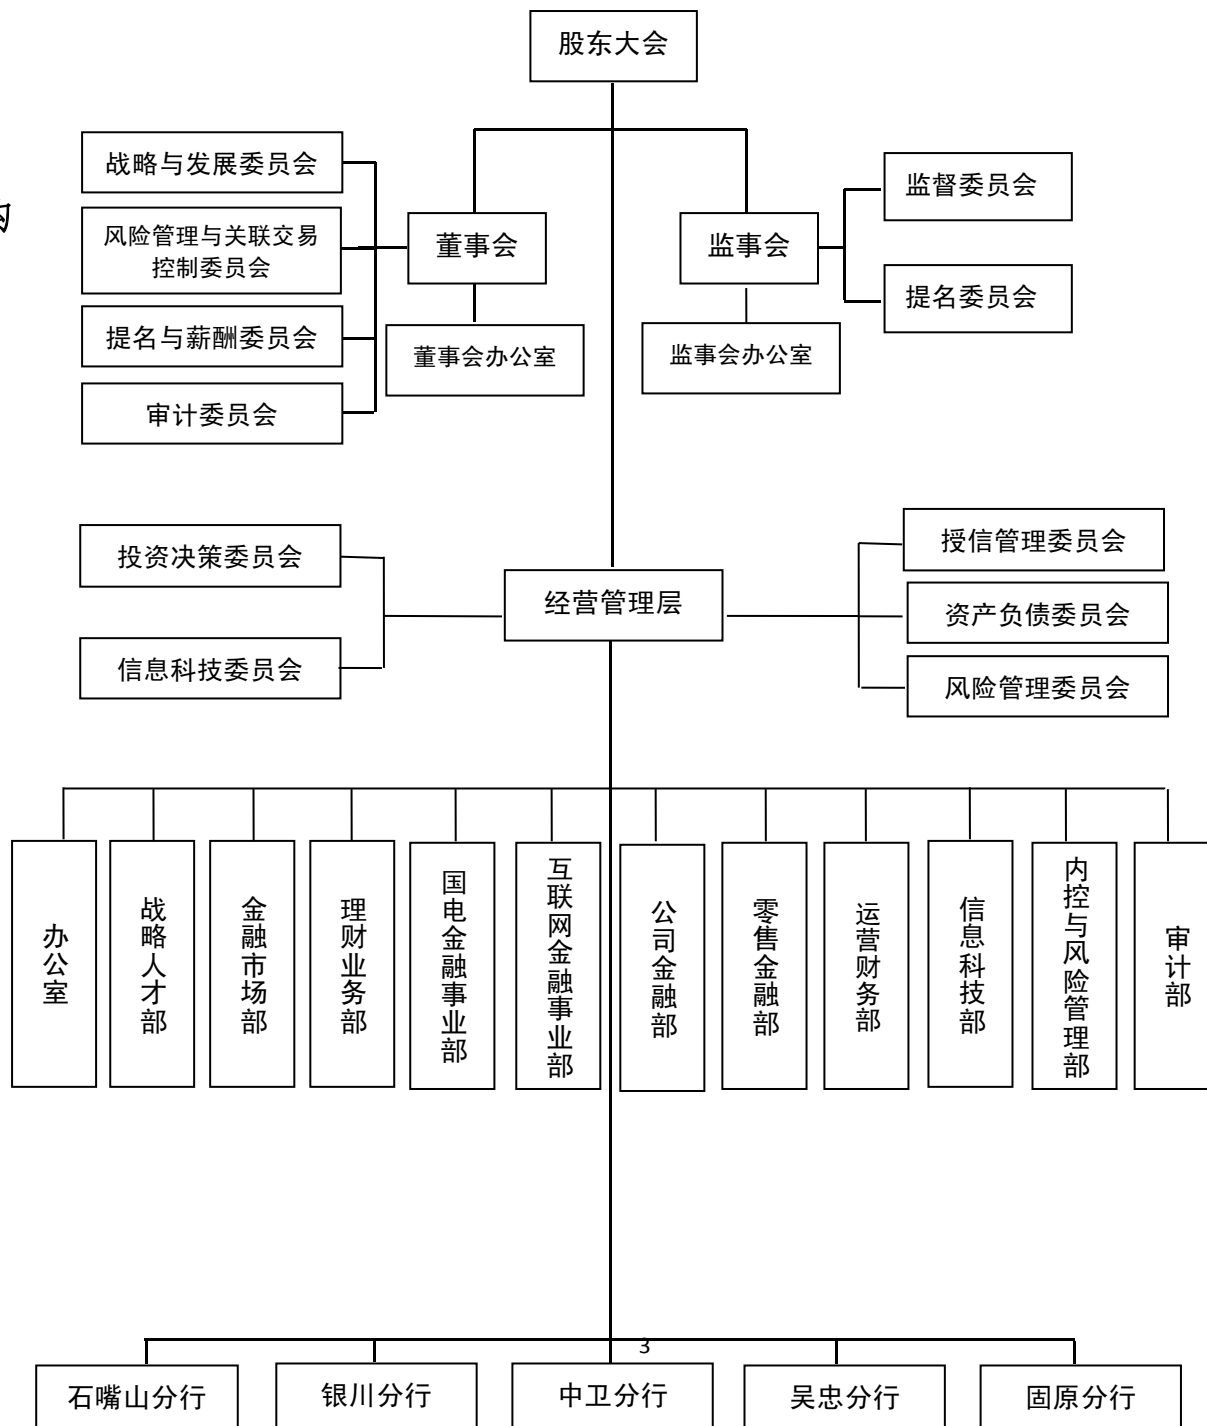 股东大会
战略与发展委员会
监督委员会
风险管理与关联交易
控制委员会
董事会
监事会
提名委员会
提名与薪酬委员会
董事会办公室
监事会办公室
审计委员会
投资决策委员会
授信管理委员会
经营管理层
资产负债委员会
信息科技委员会
风险管理委员会
办公室
战略人才部
金融市场部
理财业务部
国电金融事业部
互联网金融事业部
公司金融部
零售金融部
运营财务部
信息科技部
内控与风险管理部
审计部
3
石嘴山分行
银川分行
中卫分行
吴忠分行
固原分行